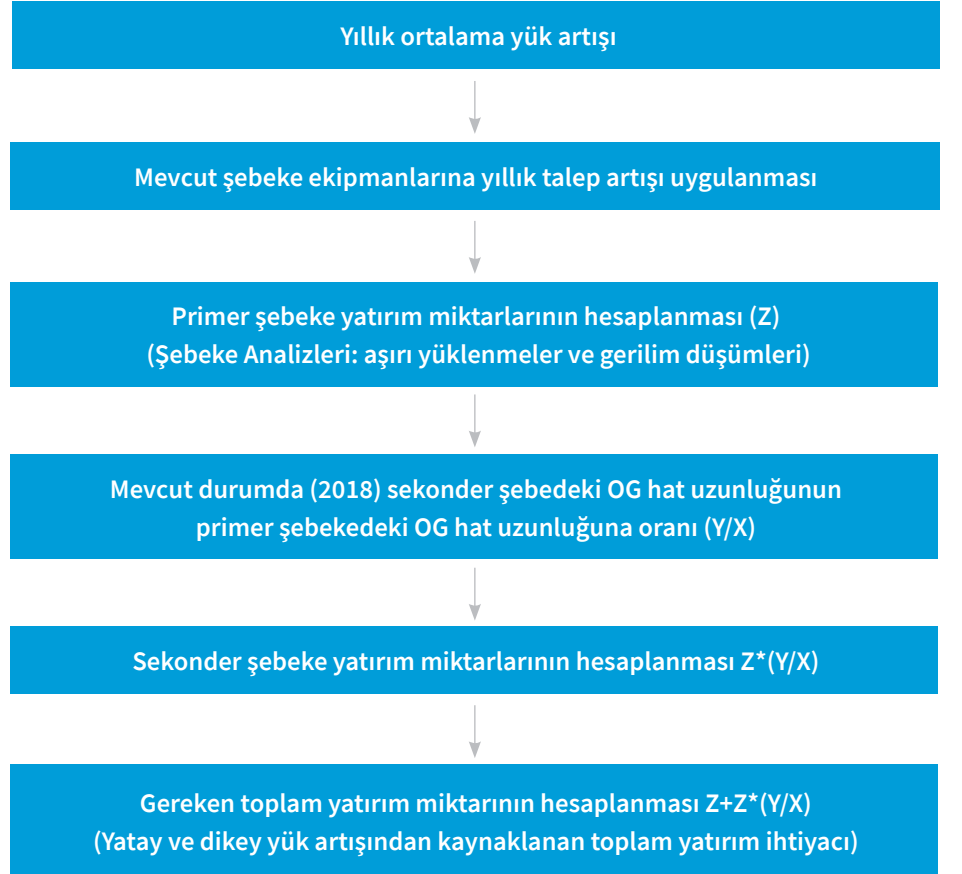 Yıllık ortalama yük artışı
Mevcut şebeke ekipmanlarına yıllık talep artışı uygulanması
Primer şebeke yatırım miktarlarının hesaplanması (Z)
(Şebeke Analizleri: aşırı yüklenmeler ve gerilim düşümleri)
Mevcut durumda (2018) sekonder şebedeki OG hat uzunluğunun
primer şebekedeki OG hat uzunluğuna oranı (Y/X)
Sekonder şebeke yatırım miktarlarının hesaplanması Z*(Y/X)
Gereken toplam yatırım miktarının hesaplanması Z+Z*(Y/X)
(Yatay ve dikey yük artışından kaynaklanan toplam yatırım ihtiyacı)